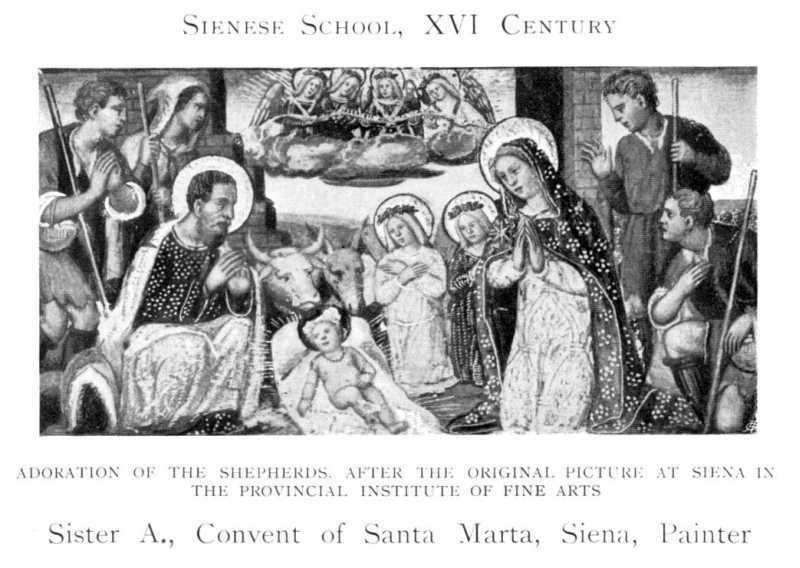 SIENESE SCHOOL, XVI CENTURY
ADORATION OF THE SHEPHERDS. AFTER THE ORIGINAL PICTURE AT SIENA IN
THE PROVINCIAL INSTITUTE OF FINE ARTS
Sister A., Convent of Santa Marta, Siena, Painter